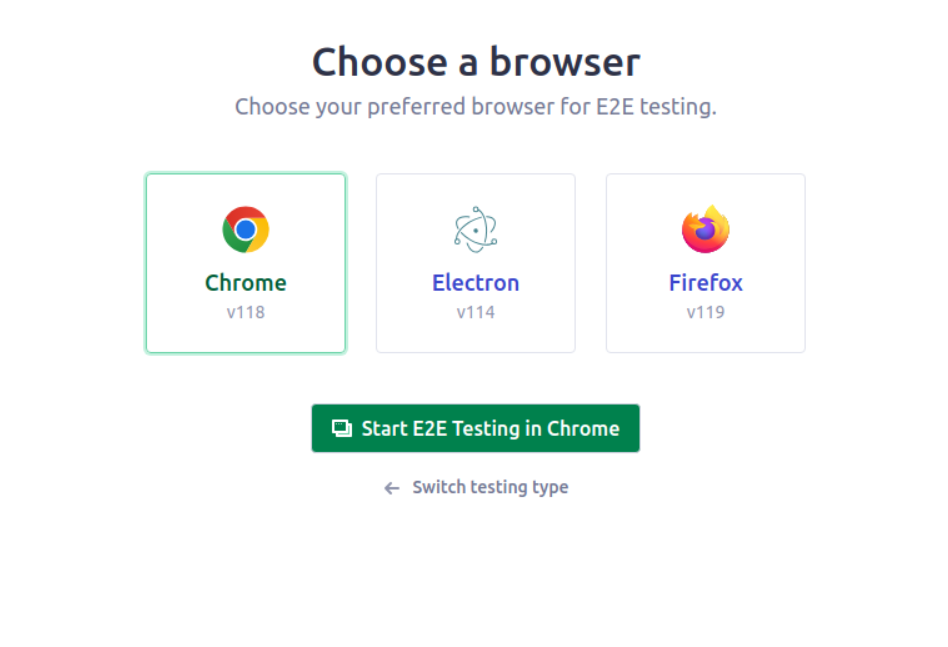 Choose a browser
Choose your preferred browser for E2E testing.
Chrome
v118
Electron
v114
Firefox
v119
Start E2E Testing in Chrome
← Switch testing type